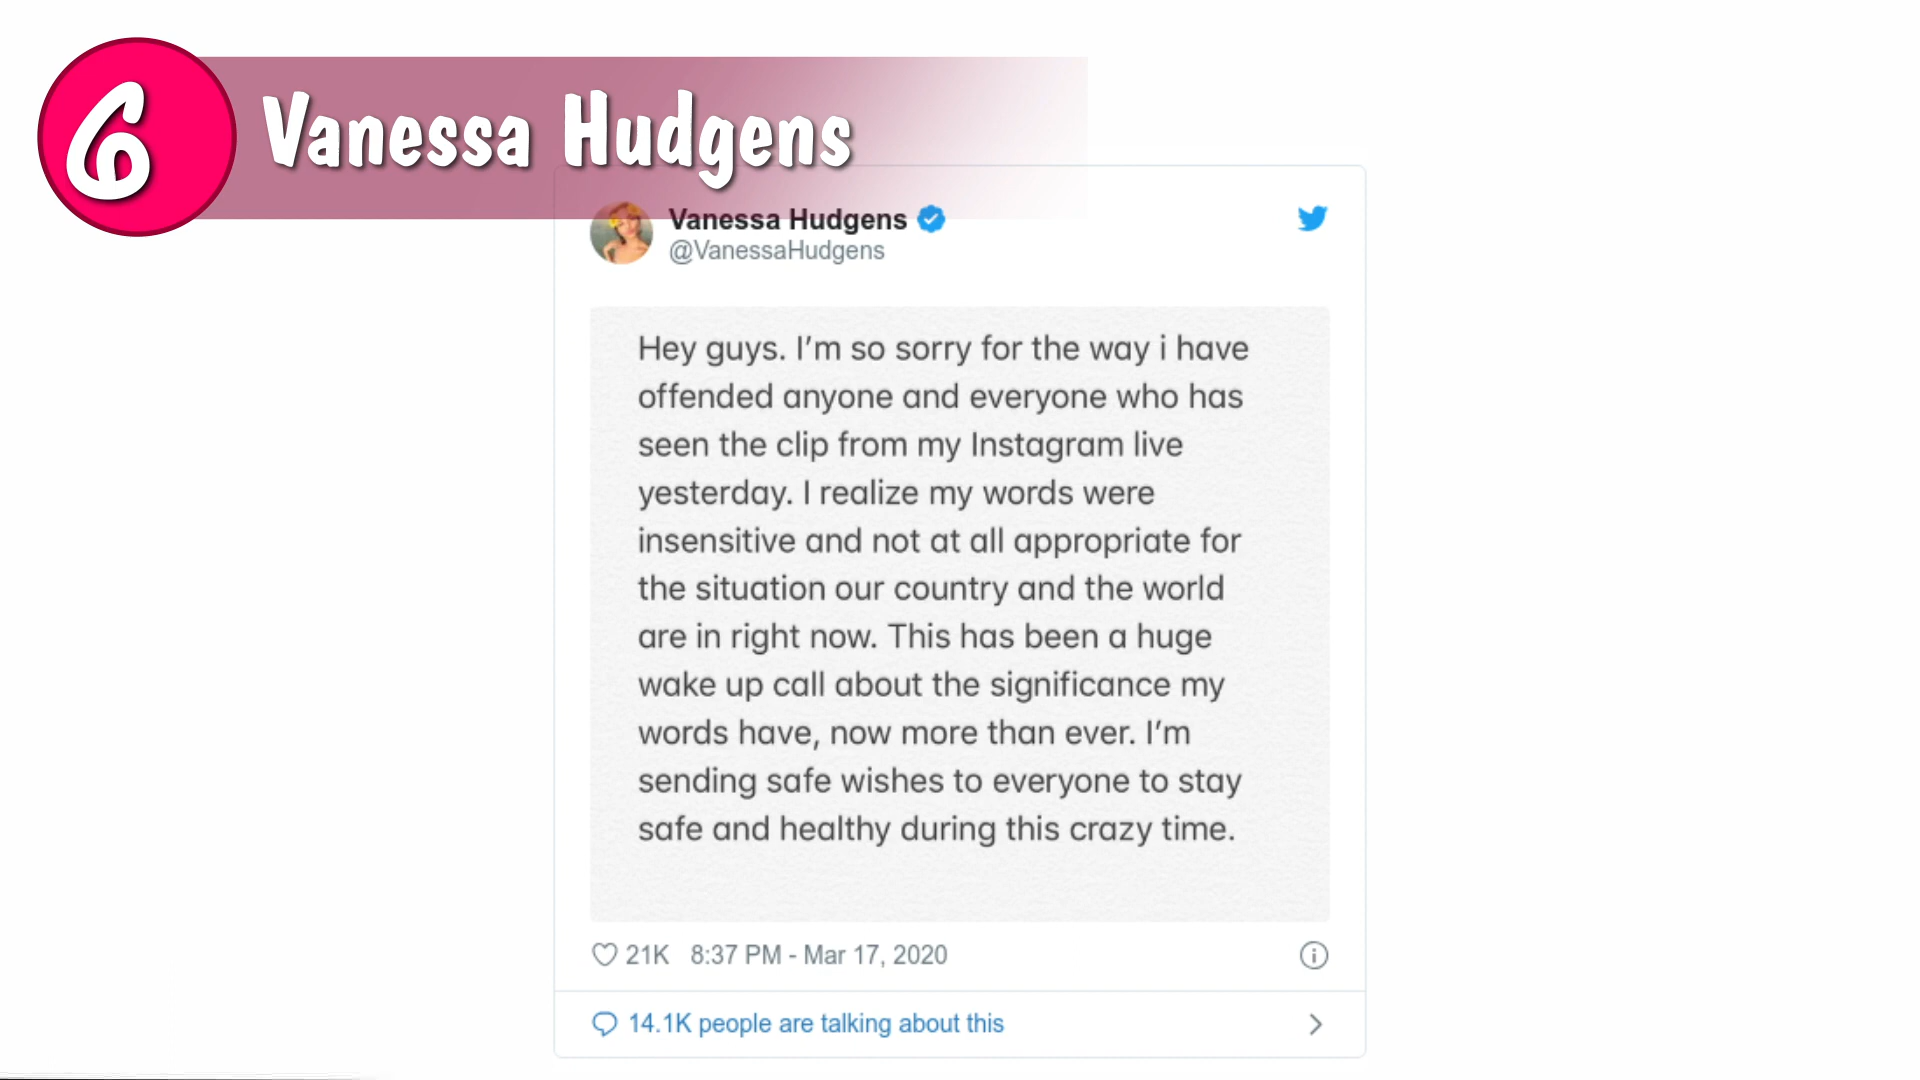 6
Vanessa Hudgens
Vanessa Hudgens
@VanessaHudgens
Hey guys. I'm so sorry for the way i have
offended anyone and everyone who has
seen the clip from my Instagram live
yesterday. I realize my words were
insensitive and not at all appropriate for
the situation our country and the world
are in right now. This has been a huge
wake up call about the significance my
words have, now more than ever. I'm
sending safe wishes to everyone to stay
safe and healthy during this crazy time.
21K 8:37 PM - Mar 17, 2020
14.1K people are talking about this